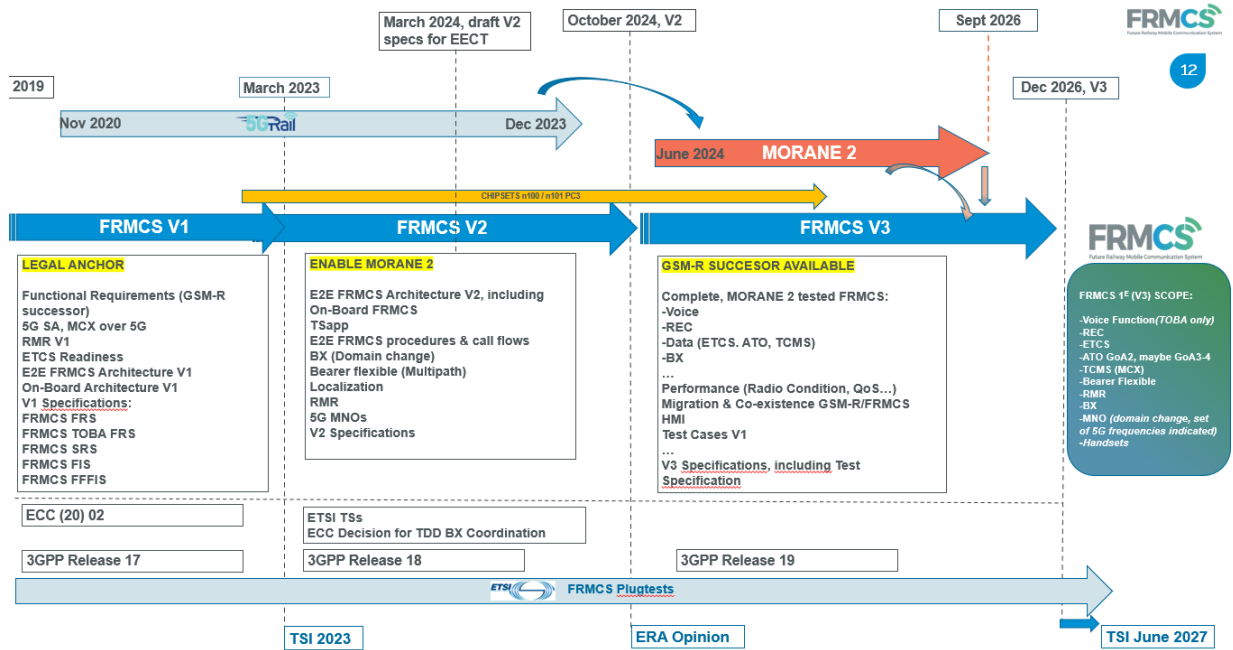 March 2024, draft V2
specs for EECT
October 2024, V2
Sept 2026
FRMCS
Future Railway Mobile Communication System
12
2019
March 2023
Dec 2026, V3
Nov 2020
5GRail
Dec 2023
June 2024
MORANE 2
CHIPSETS n100 / n101 PC3
FRMCS V1
FRMCS V2
FRMCS V3
FRMCS
Future Railway Mobile Communication System
LEGAL ANCHOR
Functional Requirements (GSM-R
successor)
5G SA, MCX over 5G
RMR V1
ETCS Readiness
E2E FRMCS Architecture V1
On-Board Architecture V1
V1 Specifications:
FRMCS FRS
FRMCS TOBA FRS
FRMCS SRS
FRMCS FIS
FRMCS FFFIS
ENABLE MORANE 2
E2E FRMCS Architecture V2, including
On-Board FRMCS
TSapp
E2E FRMCS procedures & call flows
BX (Domain change)
Bearer flexible (Multipath)
Localization
RMR
5G MNOs
V2 Specifications
GSM-R SUCCESOR AVAILABLE
Complete, MORANE 2 tested FRMCS:
-Voice
-REC
-Data (ETCS. ATO, TCMS)
-BX
…
Performance (Radio Condition, QoS…)
Migration & Co-existence GSM-R/FRMCS
HMI
Test Cases V1
…
V3 Specifications, including Test
Specification
FRMCS 1E (V3) SCOPE:
-Voice Function(TOBA only)
-REC
-ETCS
-ATO GoA2, maybe GoA3-4
-TCMS (MCX)
-Bearer Flexible
-RMR
-BX
-MNO (domain change, set
of 5G frequencies indicated)
-Handsets
ECC (20) 02
ETSI TSs
ECC Decision for TDD BX Coordination
3GPP Release 17
3GPP Release 18
3GPP Release 19
ETSI
FRMCS Plugtests
TSI 2023
ERA Opinion
TSI June 2027